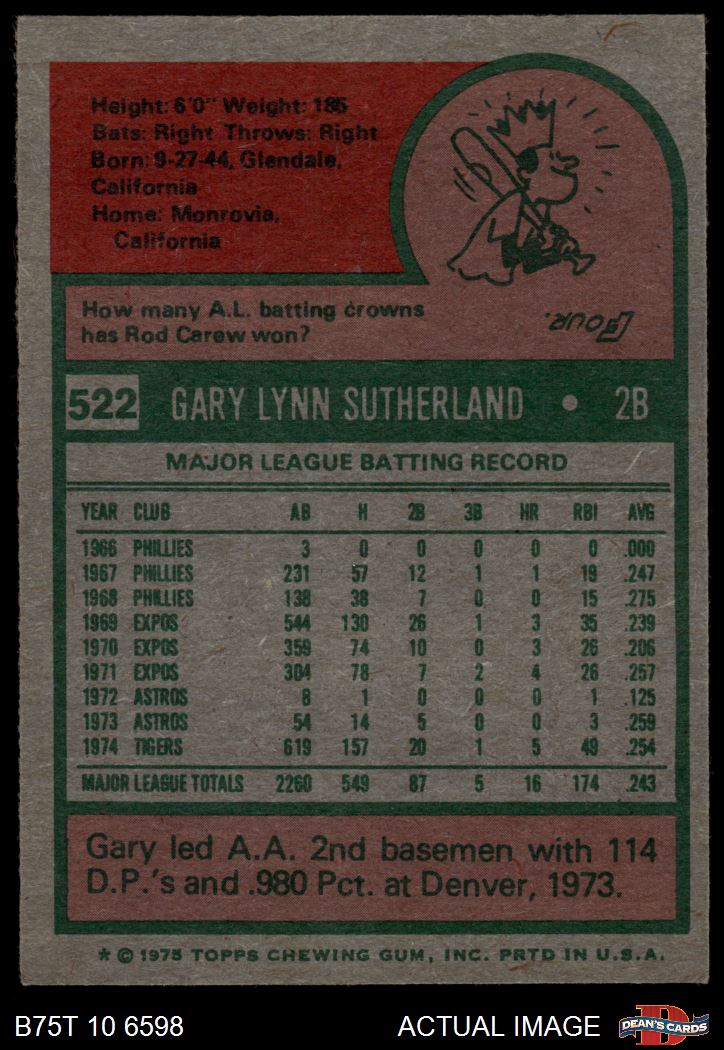 Height: 6'0" Weight: 185
Bats: Right Throws: Right
Born: 9-27-44, Glendale,
California
Home: Monrovia,
California
How many A.L. batting crowns
has Rod Carew won?
Four.
522 GARY LYNN SUTHERLAND • 2B
MAJOR LEAGUE BATTING RECORD
YEAR CLUB AB H 2B 3B HR RBI AVG
1966 PHILLIES 3 0 0 0 0 0 .000
1967 PHILLIES 231 57 12 1 1 19 .247
1968 PHILLIES 138 38 7 0 0 15 .275
1969 EXPOS 544 130 26 1 3 35 .239
1970 EXPOS 359 74 10 0 3 26 .206
1971 EXPOS 304 78 7 2 4 26 .257
1972 ASTROS 8 1 0 0 0 1 .125
1973 ASTROS 54 14 5 0 0 3 .259
1974 TIGERS 619 157 20 1 5 49 .254
MAJOR LEAGUE TOTALS 2260 549 87 5 16 174 .243
Gary led A.A. 2nd basemen with 114
D.P.'s and .980 Pct. at Denver, 1973.
* © 1975 TOPPS CHEWING GUM, INC. PRTD IN U.S.A.
B75T 10 6598 ACTUAL IMAGE DEAN'S CARDS